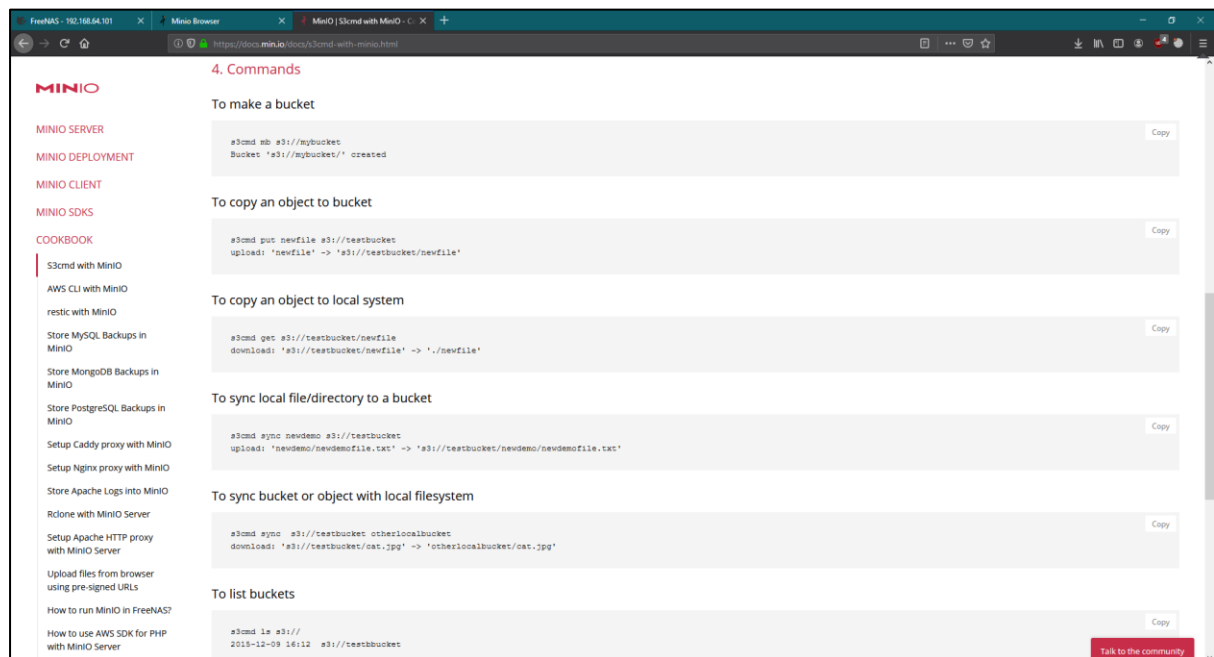 FreeNAS - 192.168.64.101
Minio Browser
MinIO | S3cmd with MinIO - C
https://docs.min.io/docs/s3cmd-with-minio.html
4
MINIO
MINIO SERVER
MINIO DEPLOYMENT
MINIO CLIENT
MINIO SDKS
COOKBOOK
S3cmd with MinIO
AWS CLI with MinIO
restic with MinIO
Store MySQL Backups in
MinIO
Store MongoDB Backups in
MinIO
Store PostgreSQL Backups in
MinIO
Setup Caddy proxy with MinIO
Setup Nginx proxy with MinIO
Store Apache Logs into MinIO
Rclone with MinIO Server
Setup Apache HTTP proxy
with MinIO Server
Upload files from browser
using pre-signed URLs
How to run MinIO in FreeNAS?
How to use AWS SDK for PHP
with MinIO Server
4. Commands
To make a bucket
Copy
s3cmd mb s3://mybucket
Bucket 's3://mybucket/' created
To copy an object to bucket
Copy
s3cmd put newfile s3://testbucket
upload: 'newfile' -> 's3://testbucket/newfile'
To copy an object to local system
Copy
s3cmd get s3://testbucket/newfile
download: 's3://testbucket/newfile' -> './newfile'
To sync local file/directory to a bucket
Copy
s3cmd sync newdemo s3://testbucket
upload: 'newdemo/newdemofile.txt' -> 's3://testbucket/newdemo/newdemofile.txt'
To sync bucket or object with local filesystem
Copy
s3cmd sync  s3://testbucket otherlocalbucket
download: 's3://testbucket/cat.jpg' -> 'otherlocalbucket/cat.jpg'
To list buckets
Copy
s3cmd ls s3://
2015-12-09 16:12  s3://testbbucket
Talk to the community